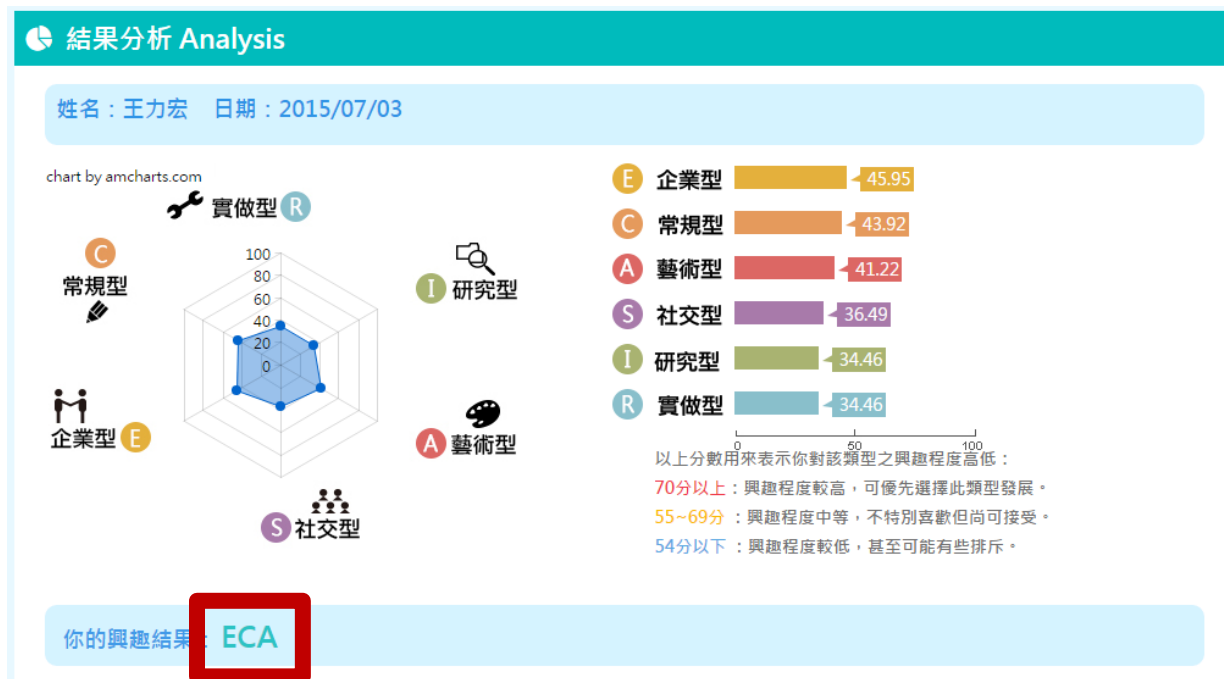 結果分析 Analysis
姓名：王力宏 日期：2015/07/03
chart by amcharts.com
實做型 R
C
常規型
I 研究型
100
80
60
40
20
0
企業型 E
A 藝術型
S 社交型
E 企業型 45.95
C 常規型 43.92
A 藝術型 41.22
S 社交型 36.49
I 研究型 34.46
R 實做型 34.46
0 50 100
以上分數用來表示你對該類型之興趣程度高低：
70分以上：興趣程度較高，可優先選擇此類型發展。
55~69分：興趣程度中等，不特別喜歡但尚可接受。
54分以下：興趣程度較低，甚至可能有些排斥。
你的興趣結果：ECA